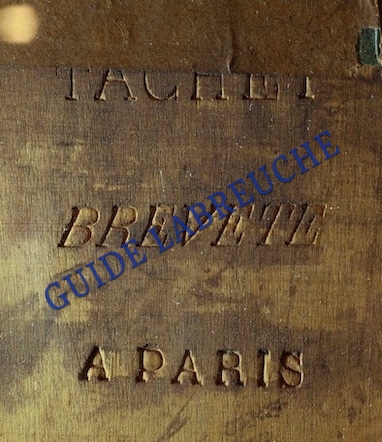 TACHET
BREVETE
A PARIS
GUIDE LABREUCHE